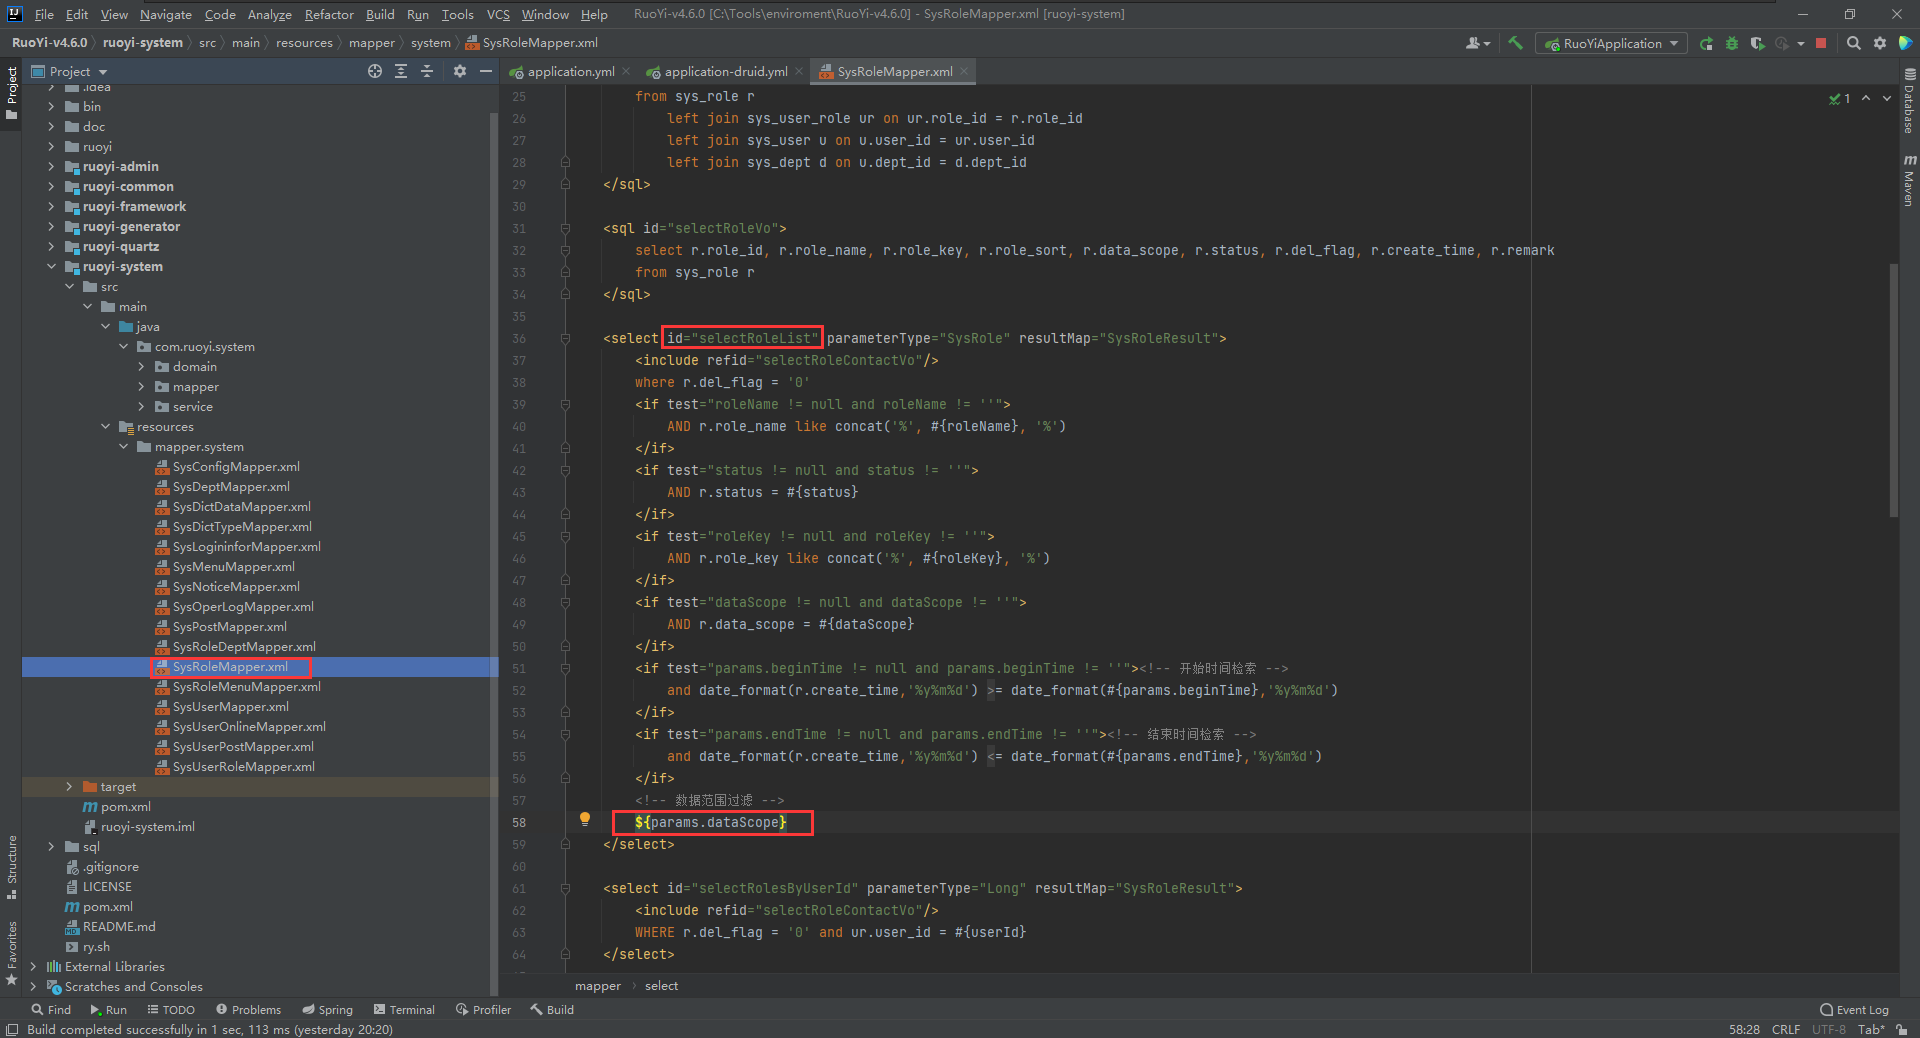 File Edit View Navigate Code Analyze Refactor Build Run Tools VCS Window Help RuoYi-v4.6.0 [C:\Tools\enviroment\RuoYi-v4.6.0] - SysRoleMapper.xml [ruoyi-system]
RuoYi-v4.6.0 ruoyi-system src main resources mapper system SysRoleMapper.xml RuoYiApplication
Project
application.yml application-druid.yml SysRoleMapper.xml
.idea
bin
doc
ruoyi
ruoyi-admin
ruoyi-common
ruoyi-framework
ruoyi-generator
ruoyi-quartz
ruoyi-system
src
main
java
com.ruoyi.system
domain
mapper
service
resources
mapper.system
SysConfigMapper.xml
SysDeptMapper.xml
SysDictDataMapper.xml
SysDictTypeMapper.xml
SysLogininforMapper.xml
SysMenuMapper.xml
SysNoticeMapper.xml
SysOperLogMapper.xml
SysPostMapper.xml
SysRoleDeptMapper.xml
SysRoleMapper.xml
SysRoleMenuMapper.xml
SysUserMapper.xml
SysUserOnlineMapper.xml
SysUserPostMapper.xml
SysUserRoleMapper.xml
target
pom.xml
ruoyi-system.iml
sql
.gitignore
LICENSE
pom.xml
README.md
ry.sh
External Libraries
Scratches and Consoles
Project
Structure
Favorites
25 from sys_role r
26 left join sys_user_role ur on ur.role_id = r.role_id
27 left join sys_user u on u.user_id = ur.user_id
28 left join sys_dept d on u.dept_id = d.dept_id
29 </sql>
30
31 <sql id="selectRoleVo">
32 select r.role_id, r.role_name, r.role_key, r.role_sort, r.data_scope, r.status, r.del_flag, r.create_time, r.remark
33 from sys_role r
34 </sql>
35
36 <select id="selectRoleList" parameterType="SysRole" resultMap="SysRoleResult">
37 <include refid="selectRoleContactVo"/>
38 where r.del_flag = '0'
39 <if test="roleName != null and roleName != ''">
40 AND r.role_name like concat('%', #{roleName}, '%')
41 </if>
42 <if test="status != null and status != ''">
43 AND r.status = #{status}
44 </if>
45 <if test="roleKey != null and roleKey != ''">
46 AND r.role_key like concat('%', #{roleKey}, '%')
47 </if>
48 <if test="dataScope != null and dataScope != ''">
49 AND r.data_scope = #{dataScope}
50 </if>
51 <if test="params.beginTime != null and params.beginTime != ''"><!-- 开始时间检索 -->
52 and date_format(r.create_time,'%y%m%d') >= date_format(#{params.beginTime},'%y%m%d')
53 </if>
54 <if test="params.endTime != null and params.endTime != ''"><!-- 结束时间检索 -->
55 and date_format(r.create_time,'%y%m%d') <= date_format(#{params.endTime},'%y%m%d')
56 </if>
57 <!-- 数据范围过滤 -->
58 ${params.dataScope}
59 </select>
60
61 <select id="selectRolesByUserId" parameterType="Long" resultMap="SysRoleResult">
62 <include refid="selectRoleContactVo"/>
63 WHERE r.del_flag = '0' and ur.user_id = #{userId}
64 </select>
1
Database
Maven
mapper select
Find Run TODO Problems Spring Terminal Profiler Build Event Log
Build completed successfully in 1 sec, 113 ms (yesterday 20:20) 58:28 CRLF UTF-8 Tab*